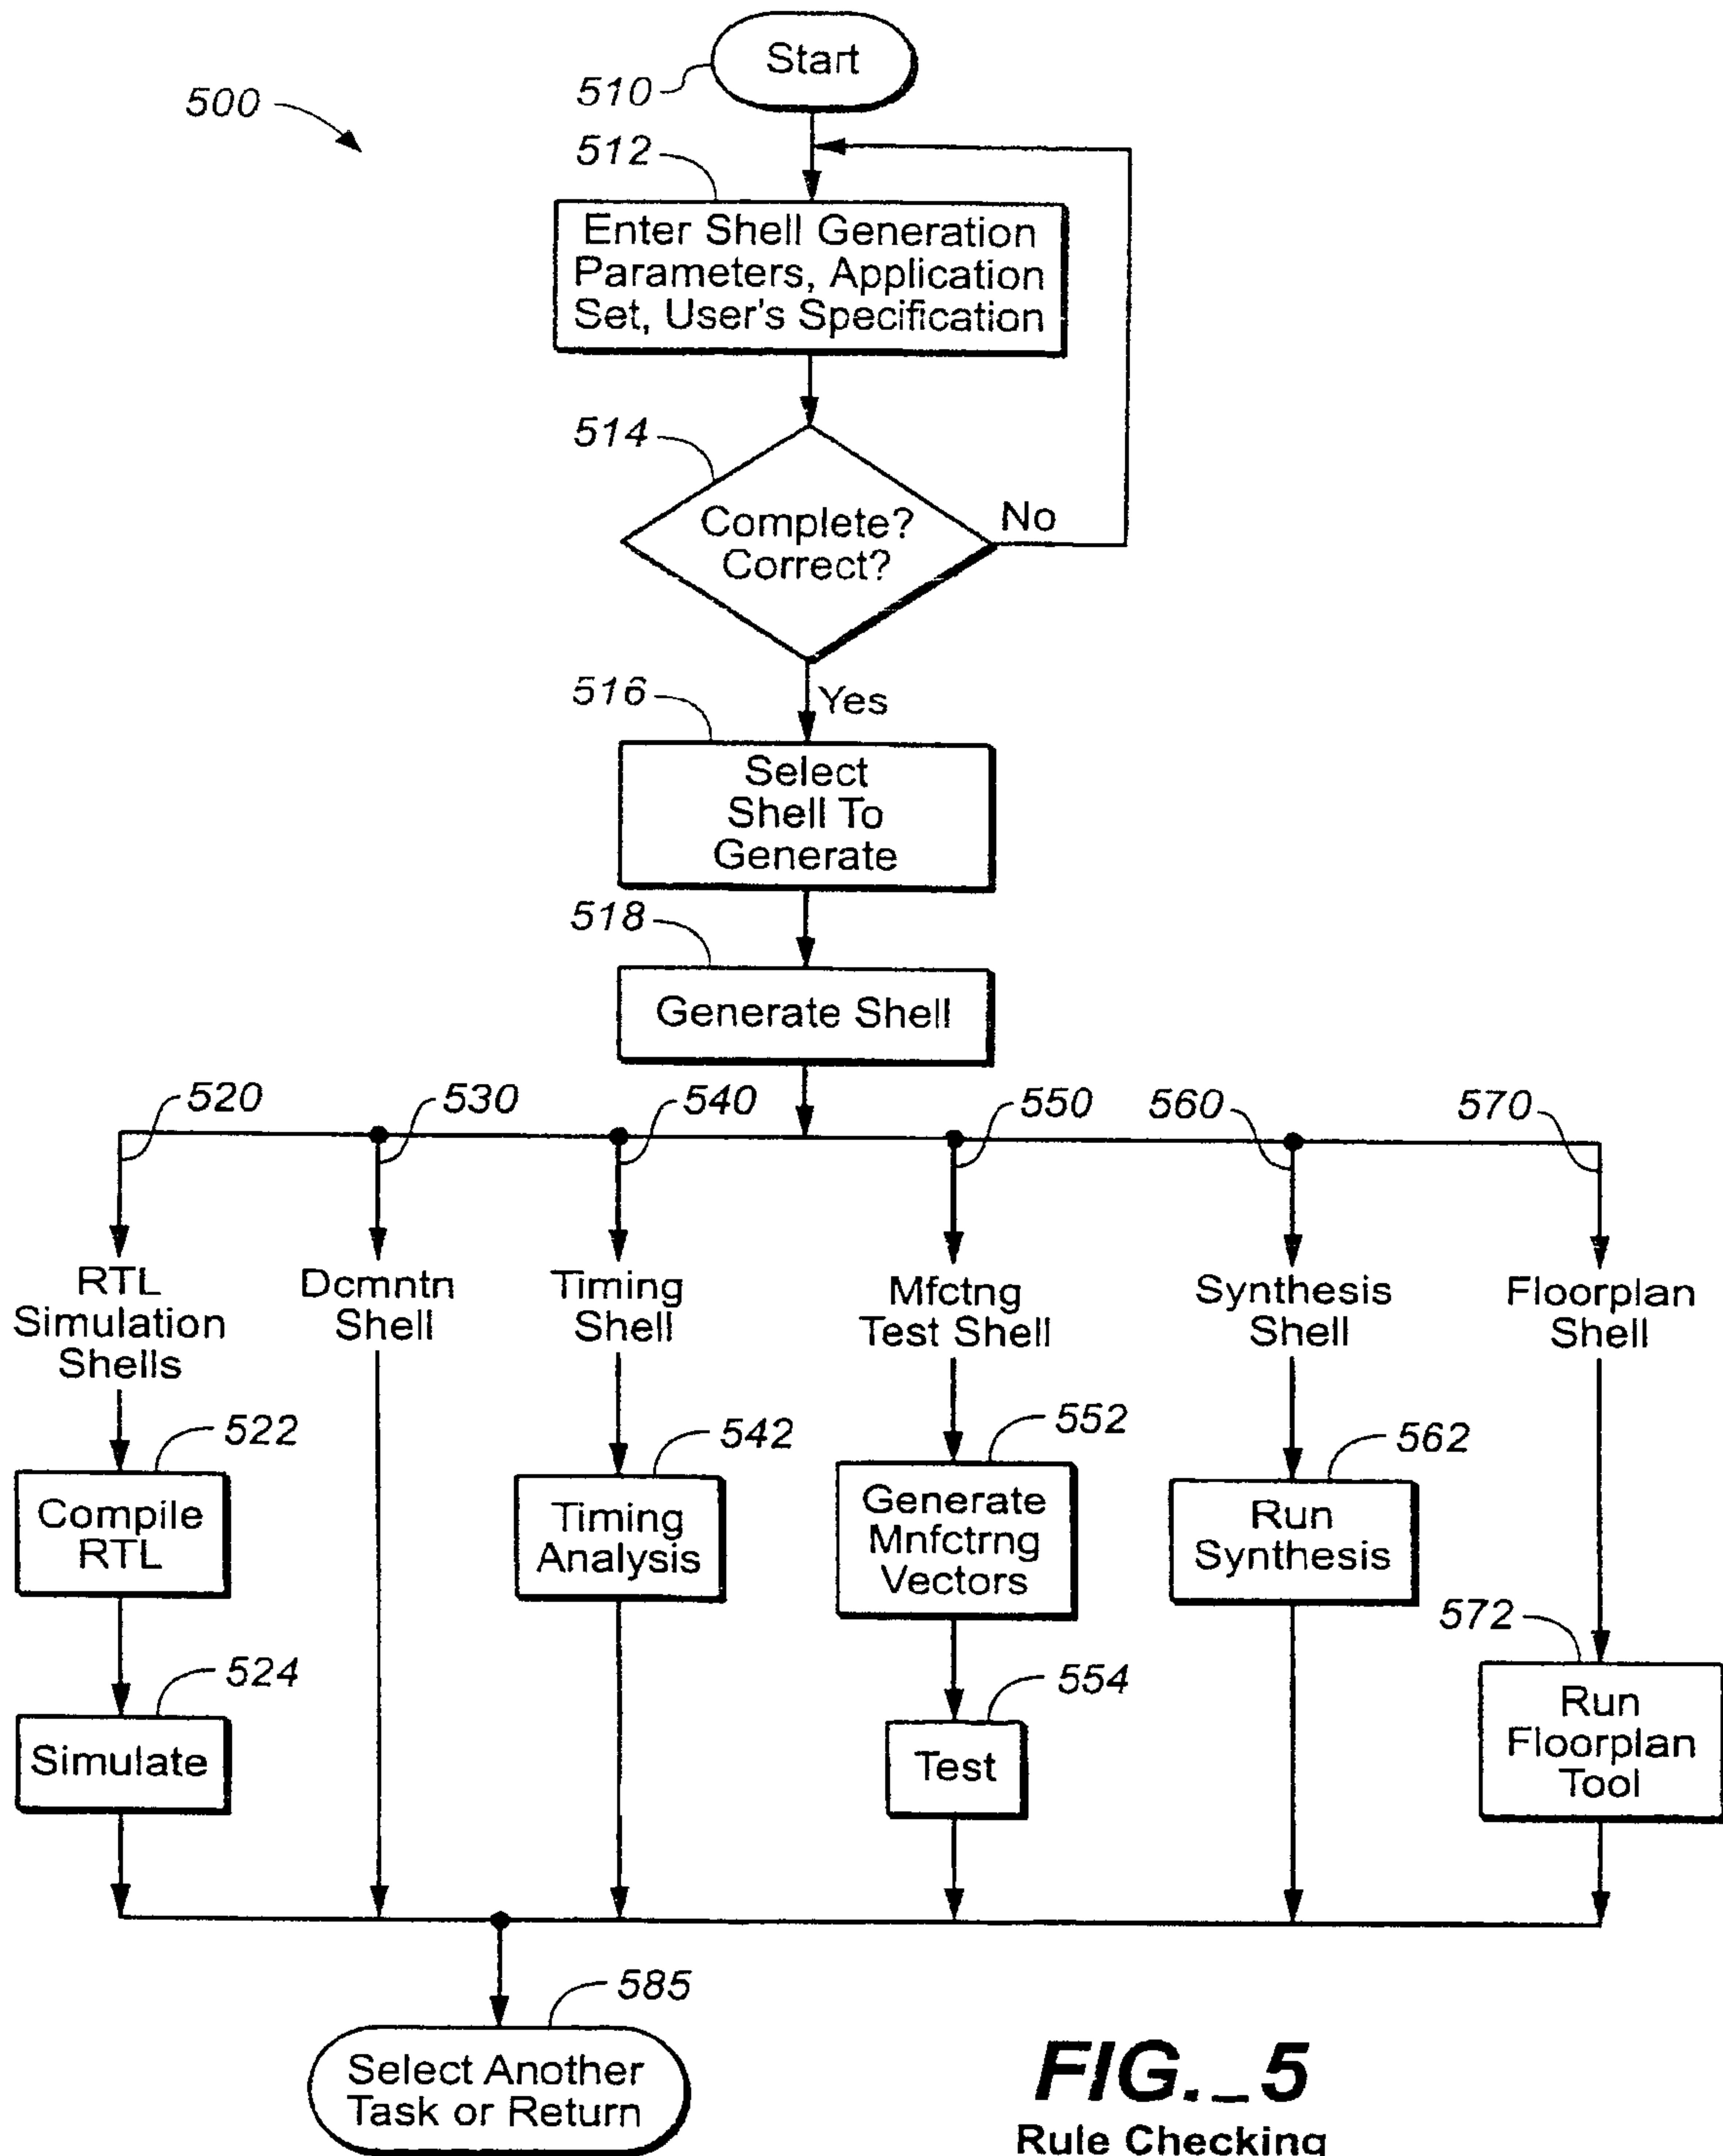 Start
510
500
512
Enter Shell Generation
Parameters, Application
Set, User's Specification
514
Complete?
Correct?
No
516
Yes
Select
Shell To
Generate
518
Generate Shell
520
530
540
550
560
570
RTL
Simulation
Shells
Dcmntn
Shell
Timing
Shell
Mfctng
Test Shell
Synthesis
Shell
Floorplan
Shell
522
Compile
RTL
542
Timing
Analysis
552
Generate
Mnfctrng
Vectors
562
Run
Synthesis
524
Simulate
554
Test
572
Run
Floorplan
Tool
585
Select Another
Task or Return
FIG._5
Rule Checking